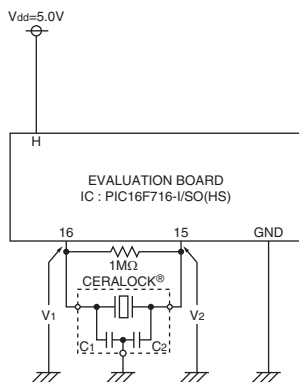 Vdd=5.0V
H
EVALUATION BOARD
IC : PIC16F716-I/SO(HS)
16
15
GND
1MΩ
CERALOCK®
V1
V2
C1
C2